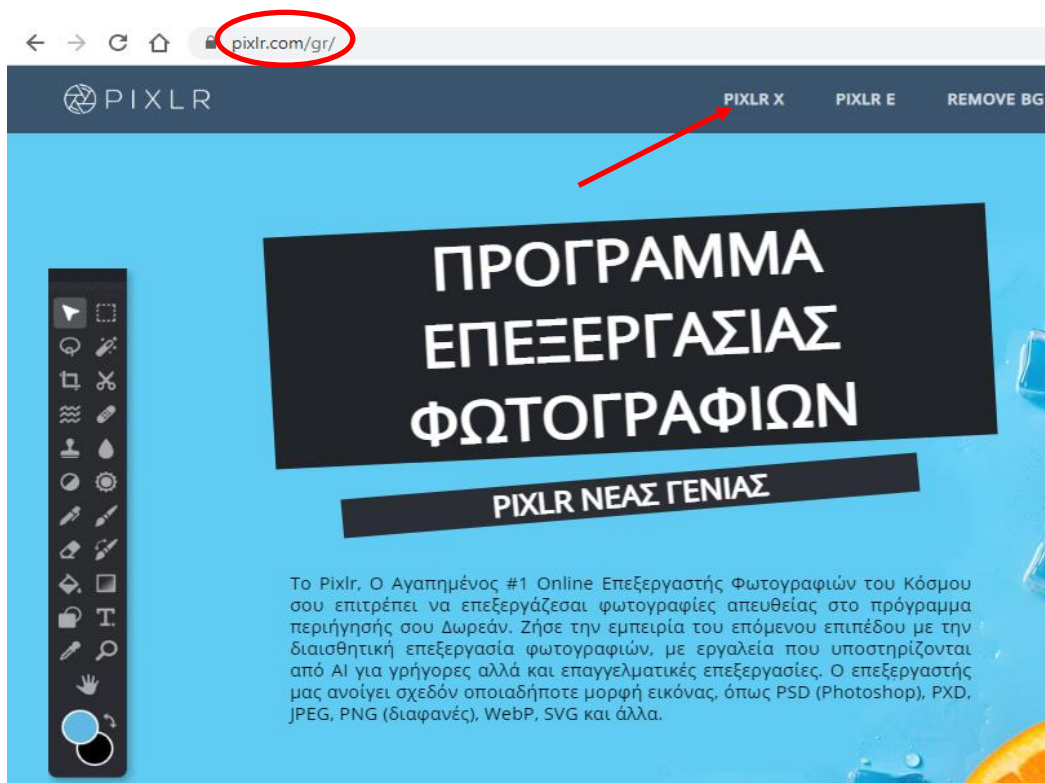 pixlr.com/gr/
PIXLR
PIXLR X
PIXLR E
REMOVE BG
ΠΡΟΓΡΑΜΜΑ
ΕΠΕΞΕΡΓΑΣΙΑΣ
ΦΩΤΟΓΡΑΦΙΩΝ
PIXLR ΝΕΑΣ ΓΕΝΙΑΣ
Το Pixlr, Ο Αγαπημένος #1 Online Επεξεργαστής Φωτογραφιών του Κόσμου
σου επιτρέπει να επεξεργάζεσαι φωτογραφίες απευθείας στο πρόγραμμα
περιήγησής σου Δωρεάν. Ζήσε την εμπειρία του επόμενου επιπέδου με την
διαισθητική επεξεργασία φωτογραφιών, με εργαλεία που υποστηρίζονται
από AI για γρήγορες αλλά και επαγγελματικές επεξεργασίες. Ο επεξεργαστής
μας ανοίγει σχεδόν οποιαδήποτε μορφή εικόνας, όπως PSD (Photoshop), PXD,
JPEG, PNG (διαφανές), WebP, SVG και άλλα.